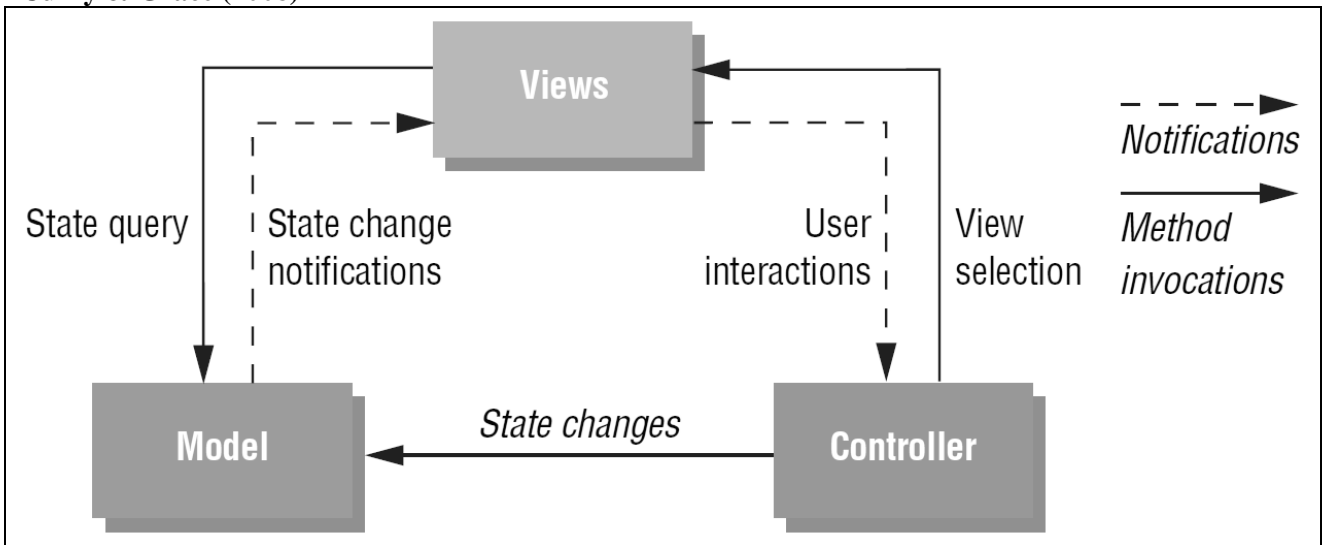 Views
Notifications
State query
State change
notifications
User
interactions
View
selection
Method
invocations
Model
State changes
Controller